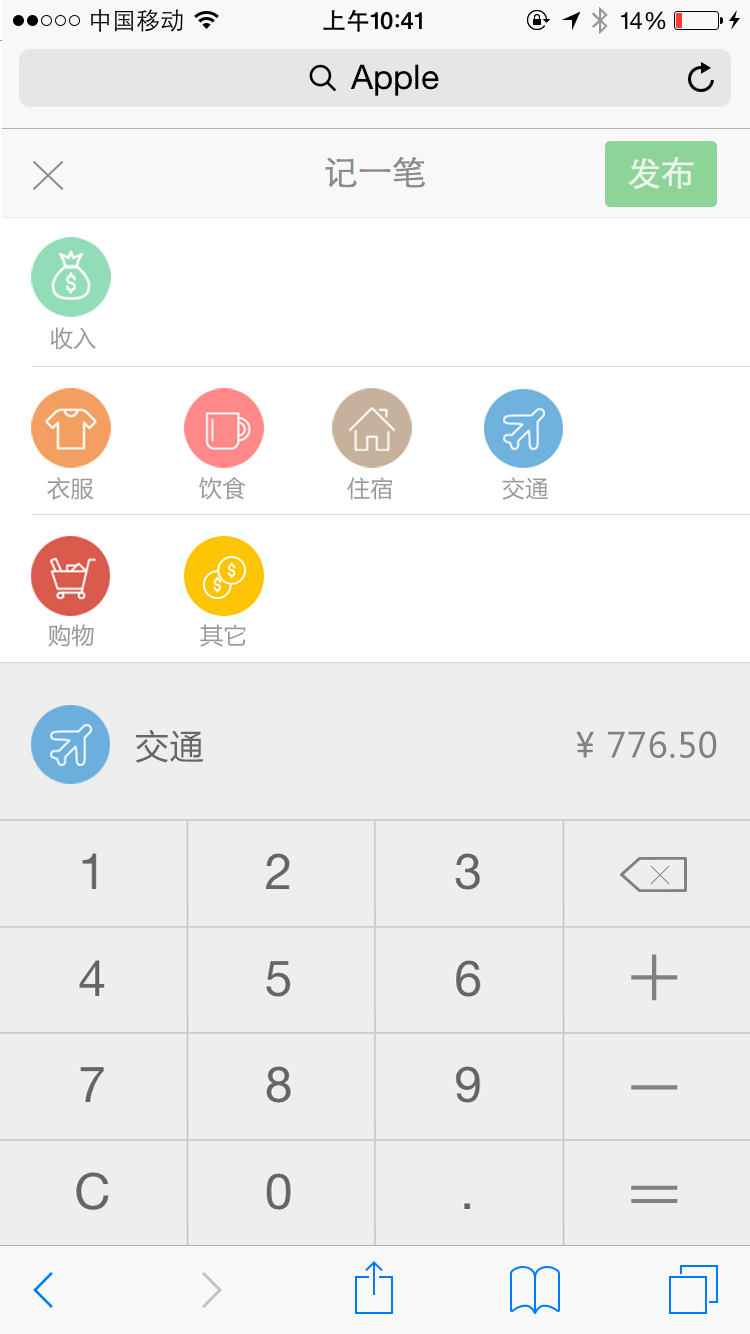 中国移动 上午10:41 14%
Apple
记一笔 发布
收入
衣服 饮食 住宿 交通
购物 其它
交通 ¥ 776.50
1 2 3
4 5 6 +
7 8 9 —
C 0 . =